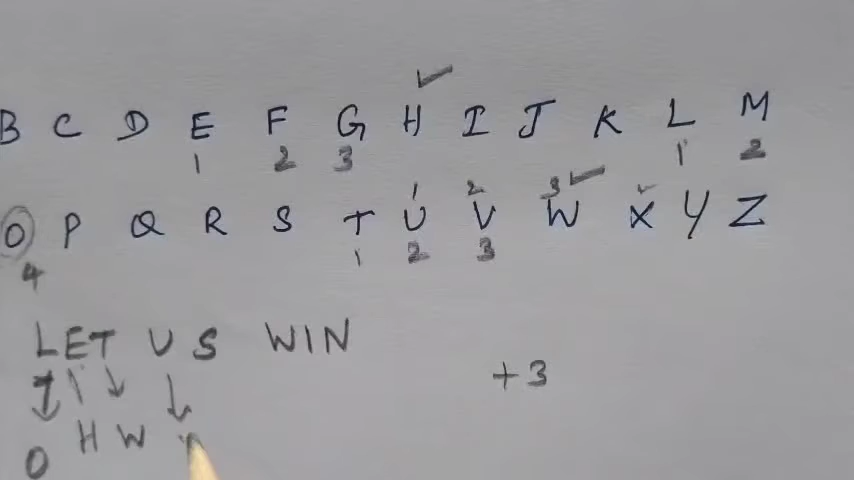 B C D E F G H I J K L M
1 2 3 1 2
1 2 3
O P Q R S T U V W X Y Z
4 1 2 3
LET US WIN
+3
O H W